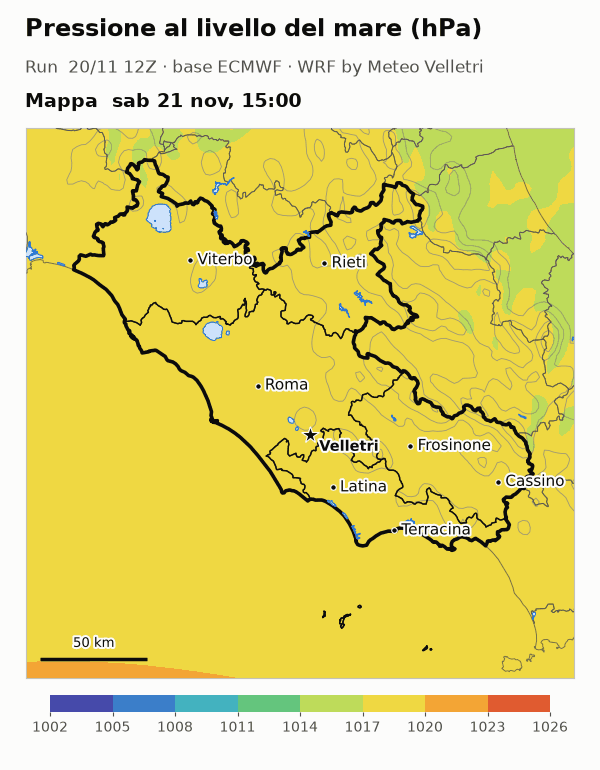 Pressione al livello del mare (hPa)
Run  20/11 12Z · base ECMWF · WRF by Meteo Velletri
Mappa  sab 21 nov, 15:00
Viterbo
Rieti
Roma
Velletri
Frosinone
Latina
Cassino
Terracina
50 km
1002 1005 1008 1011 1014 1017 1020 1023 1026